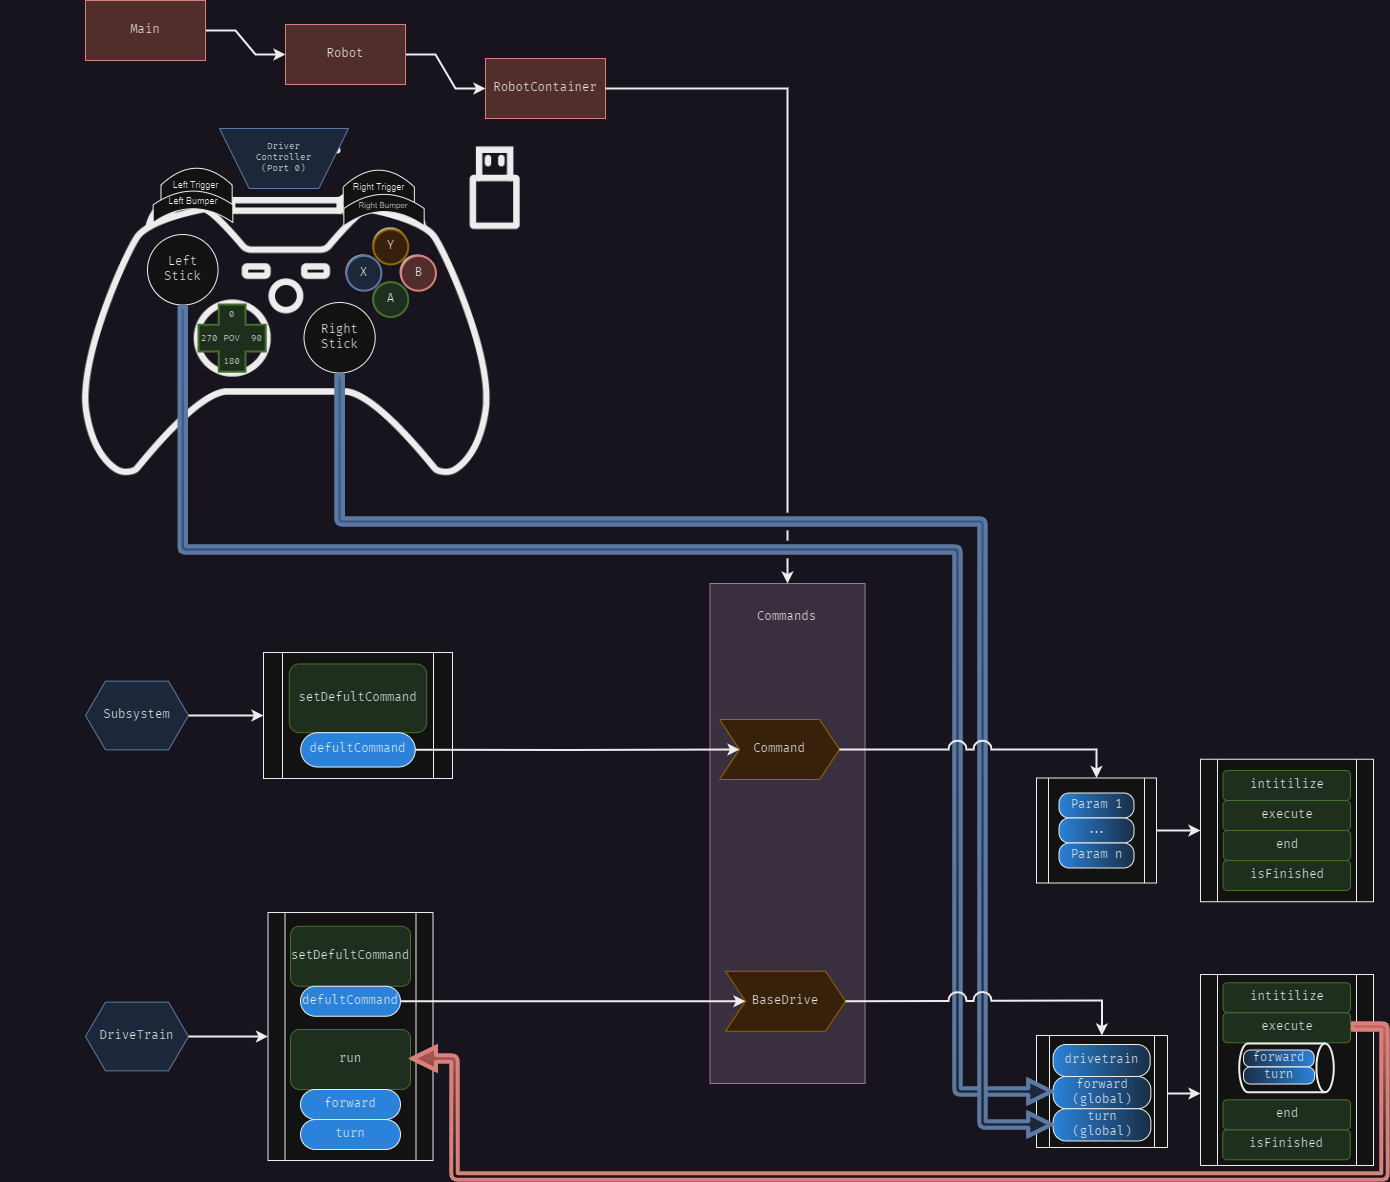 Main
Robot
RobotContainer
Driver
Controller
(Port 0)
Left Trigger
Left Bumper
Right Trigger
Right Bumper
Left
Stick
Y
X
B
A
0
270 POV 90
180
Right
Stick
Commands
Subsystem
setDefultCommand
defultCommand
Command
Param 1
...
Param n
intitilize
execute
end
isFinished
DriveTrain
setDefultCommand
defultCommand
run
forward
turn
BaseDrive
drivetrain
forward
(global)
turn
(global)
intitilize
execute
forward
turn
end
isFinished